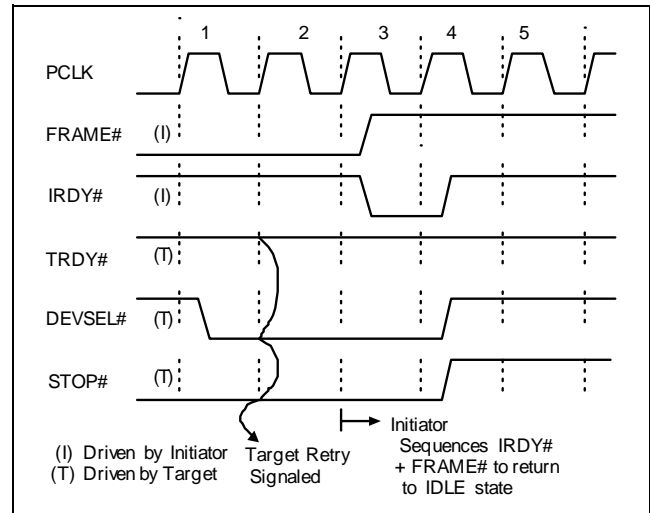 1 2 3 4 5
PCLK
FRAME# (I)
IRDY# (I)
TRDY# (T)
DEVSEL# (T)
STOP# (T)
(I) Driven by Initiator
(T) Driven by Target
Target Retry
Signaled
Initiator
Sequences IRDY#
+ FRAME# to return
to IDLE state